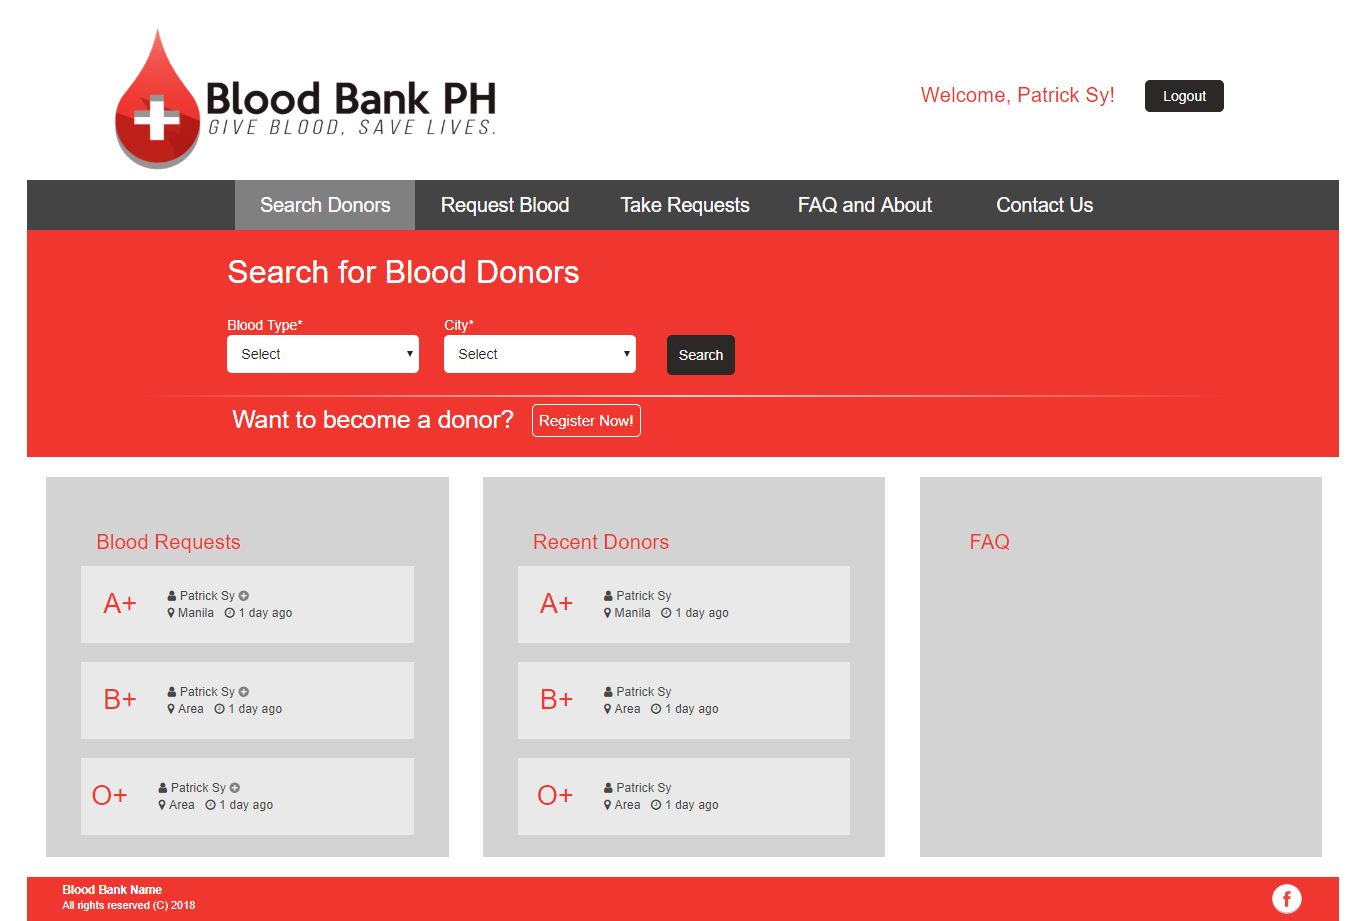 Blood Bank PH
GIVE BLOOD, SAVE LIVES.
Welcome, Patrick Sy!
Logout
Search Donors
Request Blood
Take Requests
FAQ and About
Contact Us
Search for Blood Donors
Blood Type*
City*
Select
Select
Search
Want to become a donor?
Register Now!
Blood Requests
A+
Patrick Sy
Manila 1 day ago
B+
Patrick Sy
Area 1 day ago
O+
Patrick Sy
Area 1 day ago
Recent Donors
A+
Patrick Sy
Manila 1 day ago
B+
Patrick Sy
Area 1 day ago
O+
Patrick Sy
Area 1 day ago
FAQ
Blood Bank Name
All rights reserved (C) 2018
f